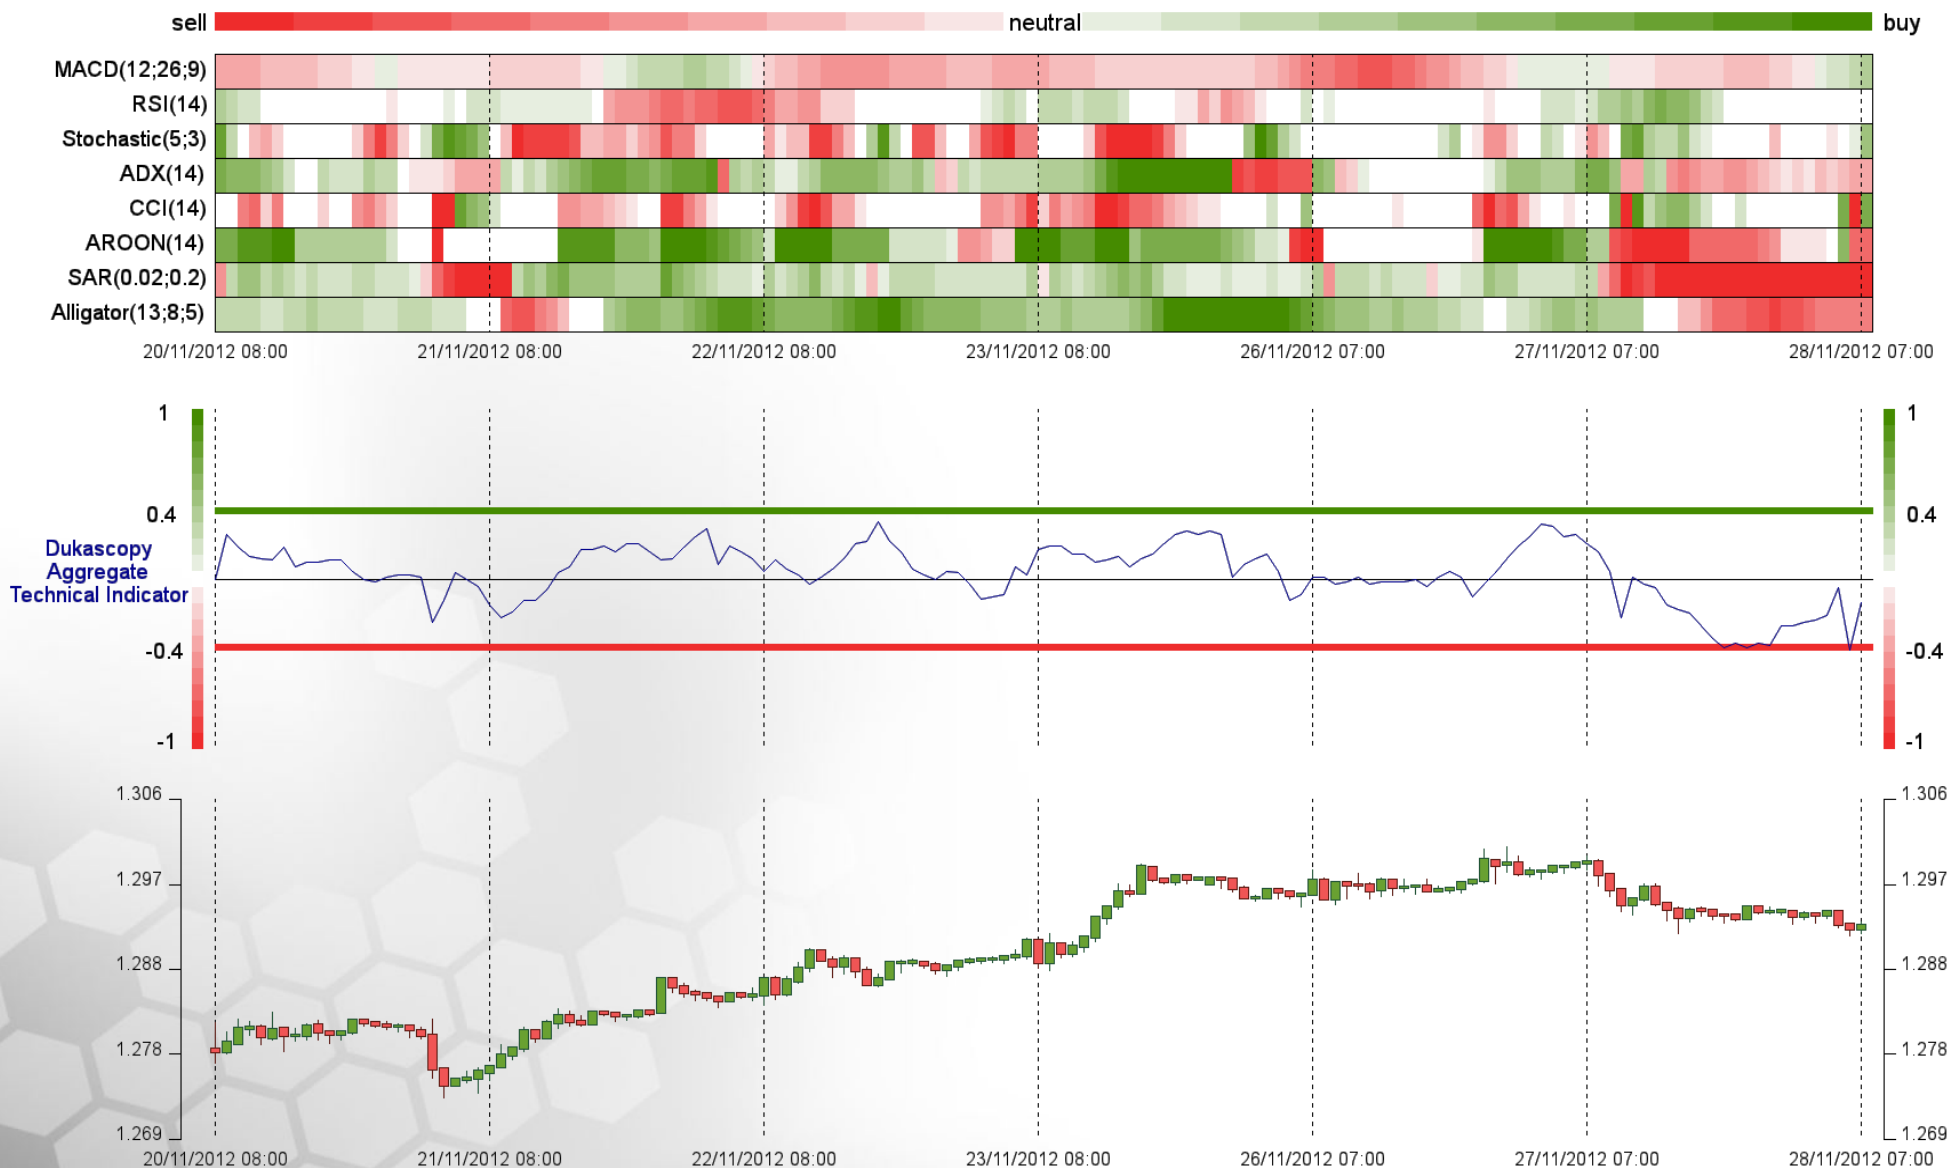 sell neutral buy
MACD(12;26;9)
RSI(14)
Stochastic(5;3)
ADX(14)
CCI(14)
AROON(14)
SAR(0.02;0.2)
Alligator(13;8;5)
20/11/2012 08:00 21/11/2012 08:00 22/11/2012 08:00 23/11/2012 08:00 26/11/2012 07:00 27/11/2012 07:00 28/11/2012 07:00
1 1
0.4 0.4
Dukascopy
Aggregate
Technical Indicator
-0.4 -0.4
-1 -1
1.306 1.306
1.297 1.297
1.288 1.288
1.278 1.278
1.269 1.269
20/11/2012 08:00 21/11/2012 08:00 22/11/2012 08:00 23/11/2012 08:00 26/11/2012 07:00 27/11/2012 07:00 28/11/2012 07:00